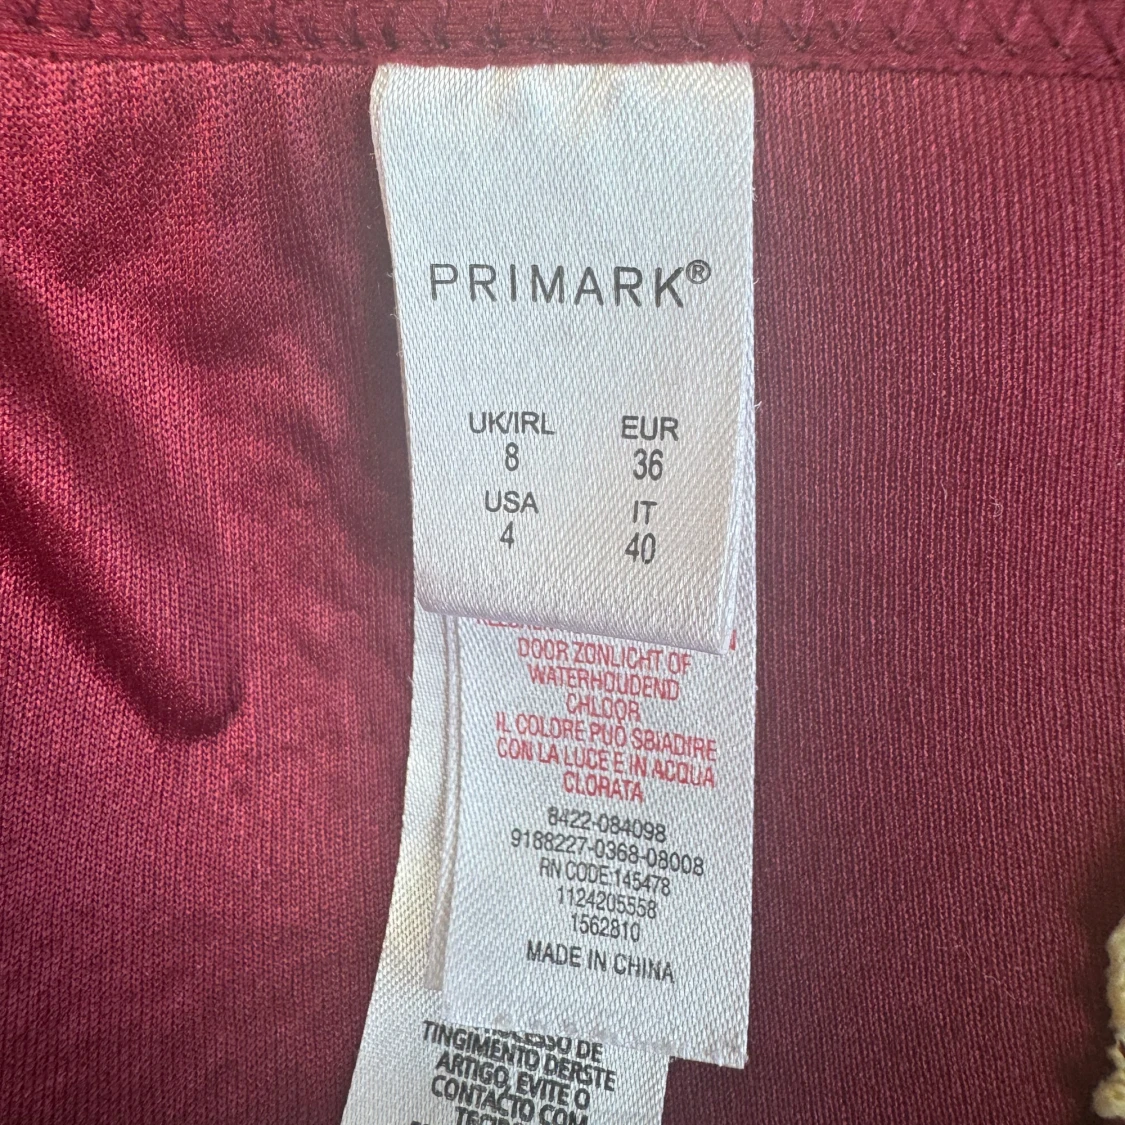 PRIMARK®
UK/IRL EUR
8 36
USA IT
4 40
DOOR ZONLICHT OF
WATERHOUDEND
CHLOOR
IL COLORE PUÒ SBIADIRE
CON LA LUCE E IN ACQUA
CLORATA
8422-084098
9188227-0368-08008
RN CODE:145478
1124205558
1562810
MADE IN CHINA
DE
TINGIMENTO DERSTE
ARTIGO, EVITE O
CONTACTO COM